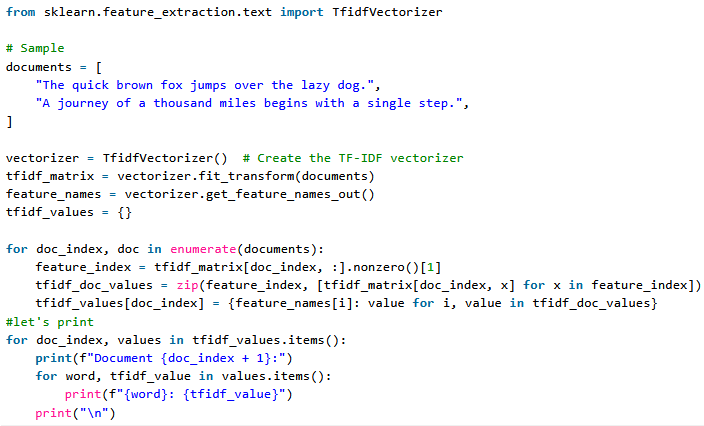 from sklearn.feature_extraction.text import TfidfVectorizer

# Sample
documents = [
    "The quick brown fox jumps over the lazy dog.",
    "A journey of a thousand miles begins with a single step.",
]

vectorizer = TfidfVectorizer()  # Create the TF-IDF vectorizer
tfidf_matrix = vectorizer.fit_transform(documents)
feature_names = vectorizer.get_feature_names_out()
tfidf_values = {}

for doc_index, doc in enumerate(documents):
    feature_index = tfidf_matrix[doc_index, :].nonzero()[1]
    tfidf_doc_values = zip(feature_index, [tfidf_matrix[doc_index, x] for x in feature_index])
    tfidf_values[doc_index] = {feature_names[i]: value for i, value in tfidf_doc_values}
#let's print
for doc_index, values in tfidf_values.items():
    print(f"Document {doc_index + 1}:")
    for word, tfidf_value in values.items():
        print(f"{word}: {tfidf_value}")
    print("\n")